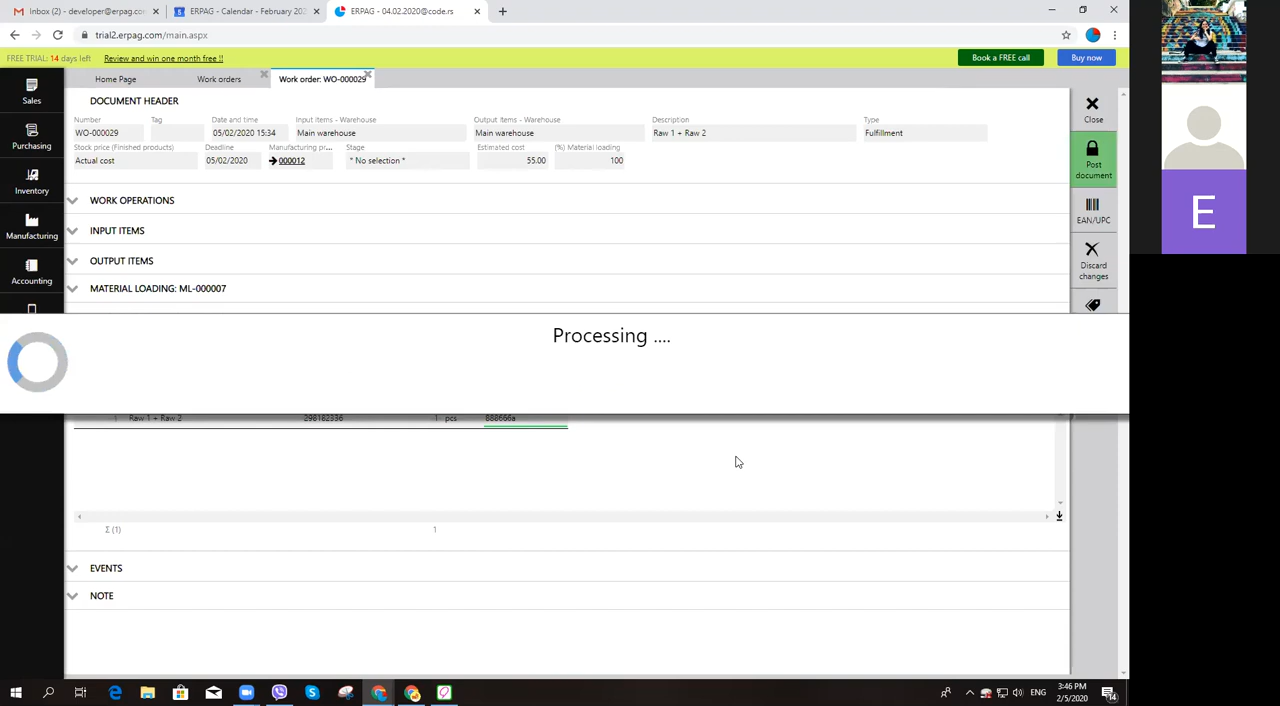 Inbox (2) - developer@erpag.com
ERPAG - Calendar - February 202
ERPAG - 04.02.2020@code.rs
trial2.erpag.com/main.aspx
FREE TRIAL: 14 days left Review and win one month free !!
Book a FREE call
Buy now
Home Page
Work orders
Work order: WO-000029
Sales
Purchasing
Inventory
Manufacturing
Accounting
DOCUMENT HEADER
Number Tag Date and time Input items - Warehouse Output Items - Warehouse Description Type
WO-000029 05/02/2020 15:34 Main warehouse Main warehouse Raw 1 + Raw 2 Fulfillment
Stock price (Finished products) Deadline Manufacturing pr... Stage Estimated cost (%) Material loading
Actual cost 05/02/2020 000012 * No selection * 55.00 100
WORK OPERATIONS
INPUT ITEMS
OUTPUT ITEMS
MATERIAL LOADING: ML-000007
Close
Post
document
EAN/UPC
Discard
changes
Processing ....
1 Raw 1 + Raw 2 298182336 1 pcs 888666a
Σ (1) 1
EVENTS
NOTE
E
ENG
3:46 PM
2/5/2020
14